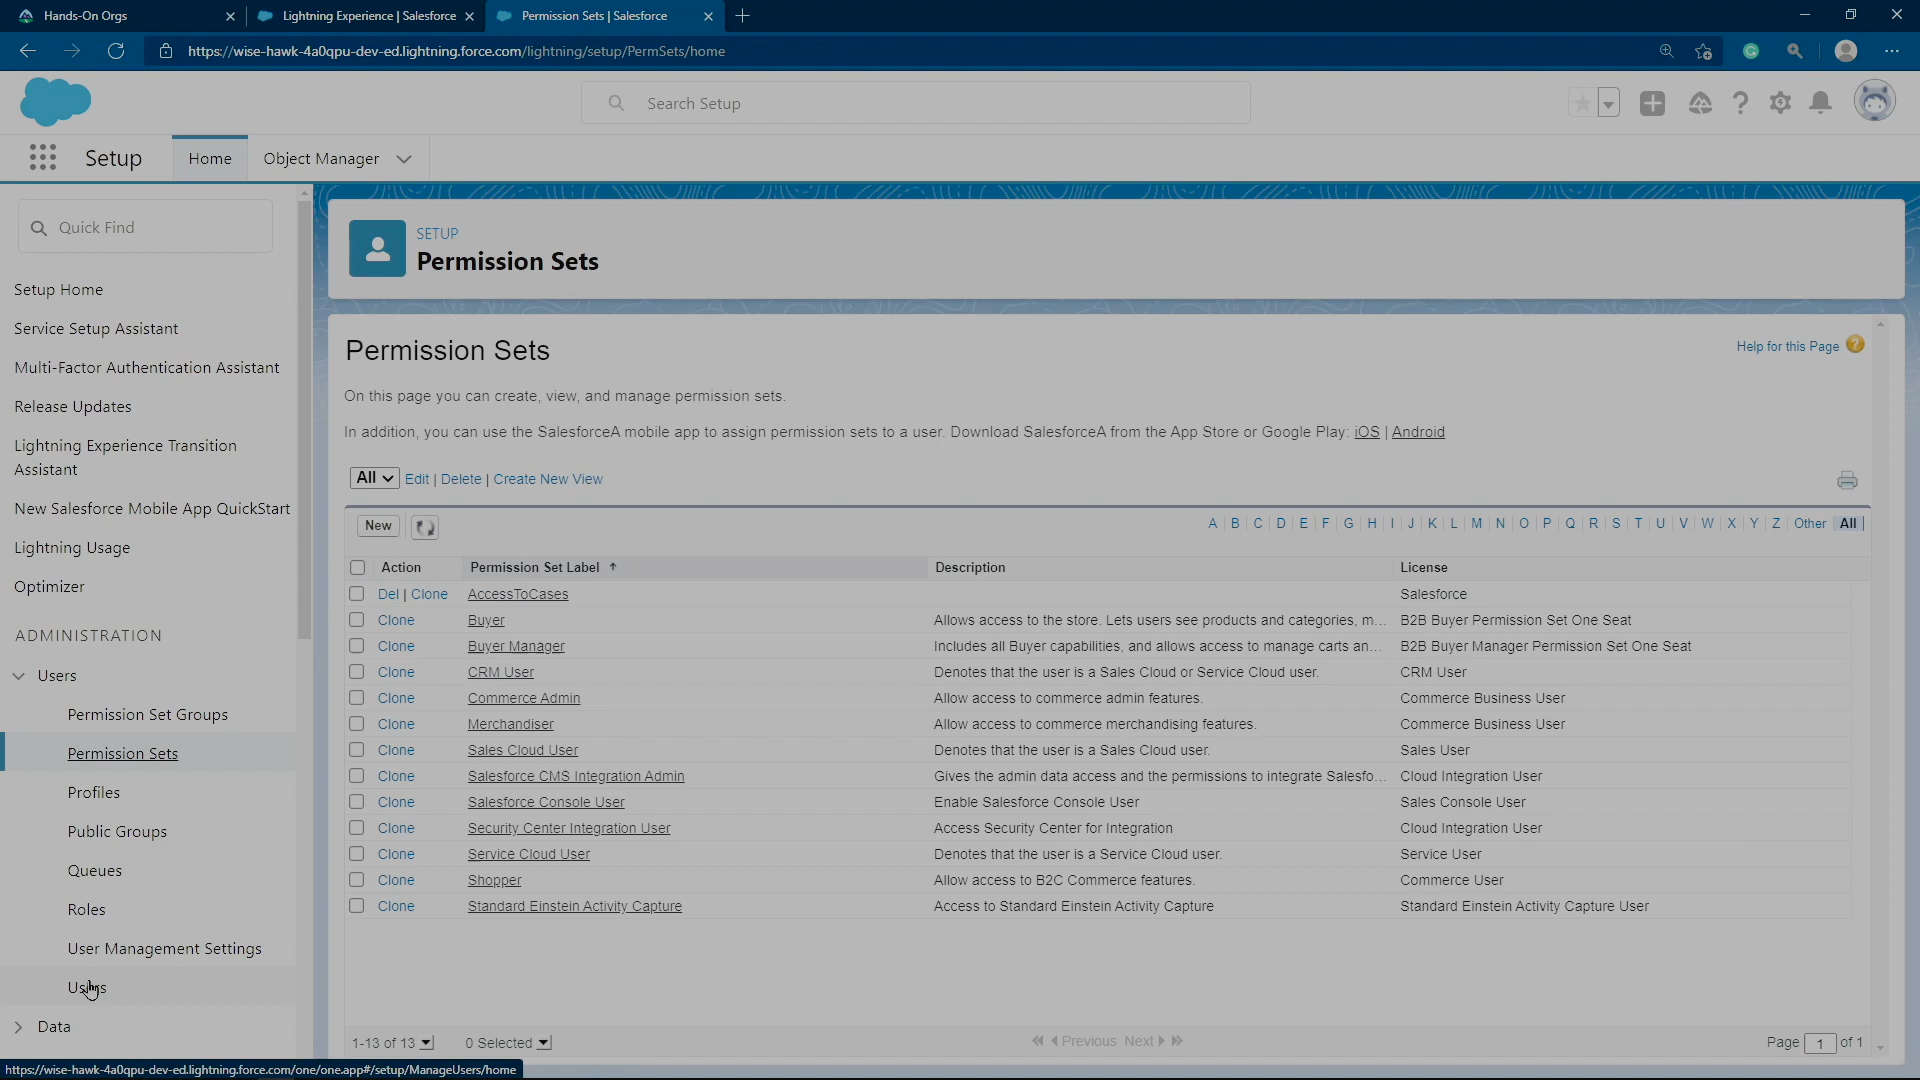 Hands-On Orgs
Lightning Experience | Salesforce
Permission Sets | Salesforce
https://wise-hawk-4a0qpu-dev-ed.lightning.force.com/lightning/setup/PermSets/home
Search Setup
Setup
Home
Object Manager
Quick Find
Setup Home
Service Setup Assistant
Multi-Factor Authentication Assistant
Release Updates
Lightning Experience Transition
Assistant
New Salesforce Mobile App QuickStart
Lightning Usage
Optimizer
ADMINISTRATION
Users
Permission Set Groups
Permission Sets
Profiles
Public Groups
Queues
Roles
User Management Settings
Users
Data
SETUP
Permission Sets
Permission Sets
Help for this Page ?
On this page you can create, view, and manage permission sets.
In addition, you can use the SalesforceA mobile app to assign permission sets to a user. Download SalesforceA from the App Store or Google Play: iOS | Android
All Edit | Delete | Create New View
New
A | B | C | D | E | F | G | H | I | J | K | L | M | N | O | P | Q | R | S | T | U | V | W | X | Y | Z | Other | All |
Action Permission Set Label ↑ Description License
Del | Clone AccessToCases Salesforce
Clone Buyer Allows access to the store. Lets users see products and categories, m... B2B Buyer Permission Set One Seat
Clone Buyer Manager Includes all Buyer capabilities, and allows access to manage carts an... B2B Buyer Manager Permission Set One Seat
Clone CRM User Denotes that the user is a Sales Cloud or Service Cloud user. CRM User
Clone Commerce Admin Allow access to commerce admin features. Commerce Business User
Clone Merchandiser Allow access to commerce merchandising features. Commerce Business User
Clone Sales Cloud User Denotes that the user is a Sales Cloud user. Sales User
Clone Salesforce CMS Integration Admin Gives the admin data access and the permissions to integrate Salesfo... Cloud Integration User
Clone Salesforce Console User Enable Salesforce Console User Sales Console User
Clone Security Center Integration User Access Security Center for Integration Cloud Integration User
Clone Service Cloud User Denotes that the user is a Service Cloud user. Service User
Clone Shopper Allow access to B2C Commerce features. Commerce User
Clone Standard Einstein Activity Capture Access to Standard Einstein Activity Capture Standard Einstein Activity Capture User
1-13 of 13 0 Selected Previous Next Page 1 of 1
https://wise-hawk-4a0qpu-dev-ed.lightning.force.com/one/one.app#/setup/ManageUsers/home